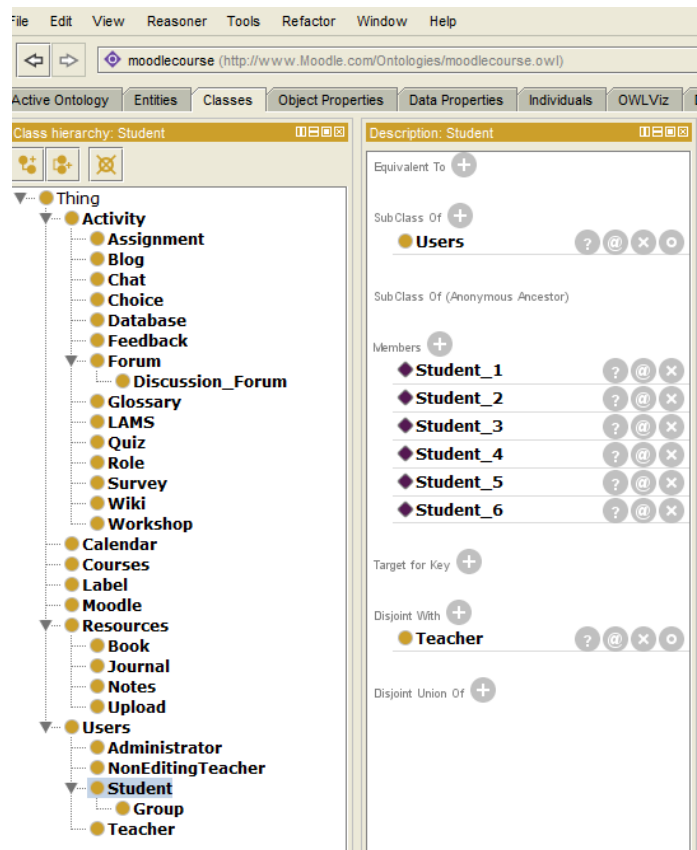 File Edit View Reasoner Tools Refactor Window Help
moodlecourse (http://www.Moodle.com/Ontologies/moodlecourse.owl)
Active Ontology Entities Classes Object Properties Data Properties Individuals OWLViz
Class hierarchy: Student
Thing
Activity
Assignment
Blog
Chat
Choice
Database
Feedback
Forum
Discussion_Forum
Glossary
LAMS
Quiz
Role
Survey
Wiki
Workshop
Calendar
Courses
Label
Moodle
Resources
Book
Journal
Notes
Upload
Users
Administrator
NonEditingTeacher
Student
Group
Teacher
Description: Student
Equivalent To
SubClass Of
Users
SubClass Of (Anonymous Ancestor)
Members
Student_1
Student_2
Student_3
Student_4
Student_5
Student_6
Target for Key
Disjoint With
Teacher
Disjoint Union Of